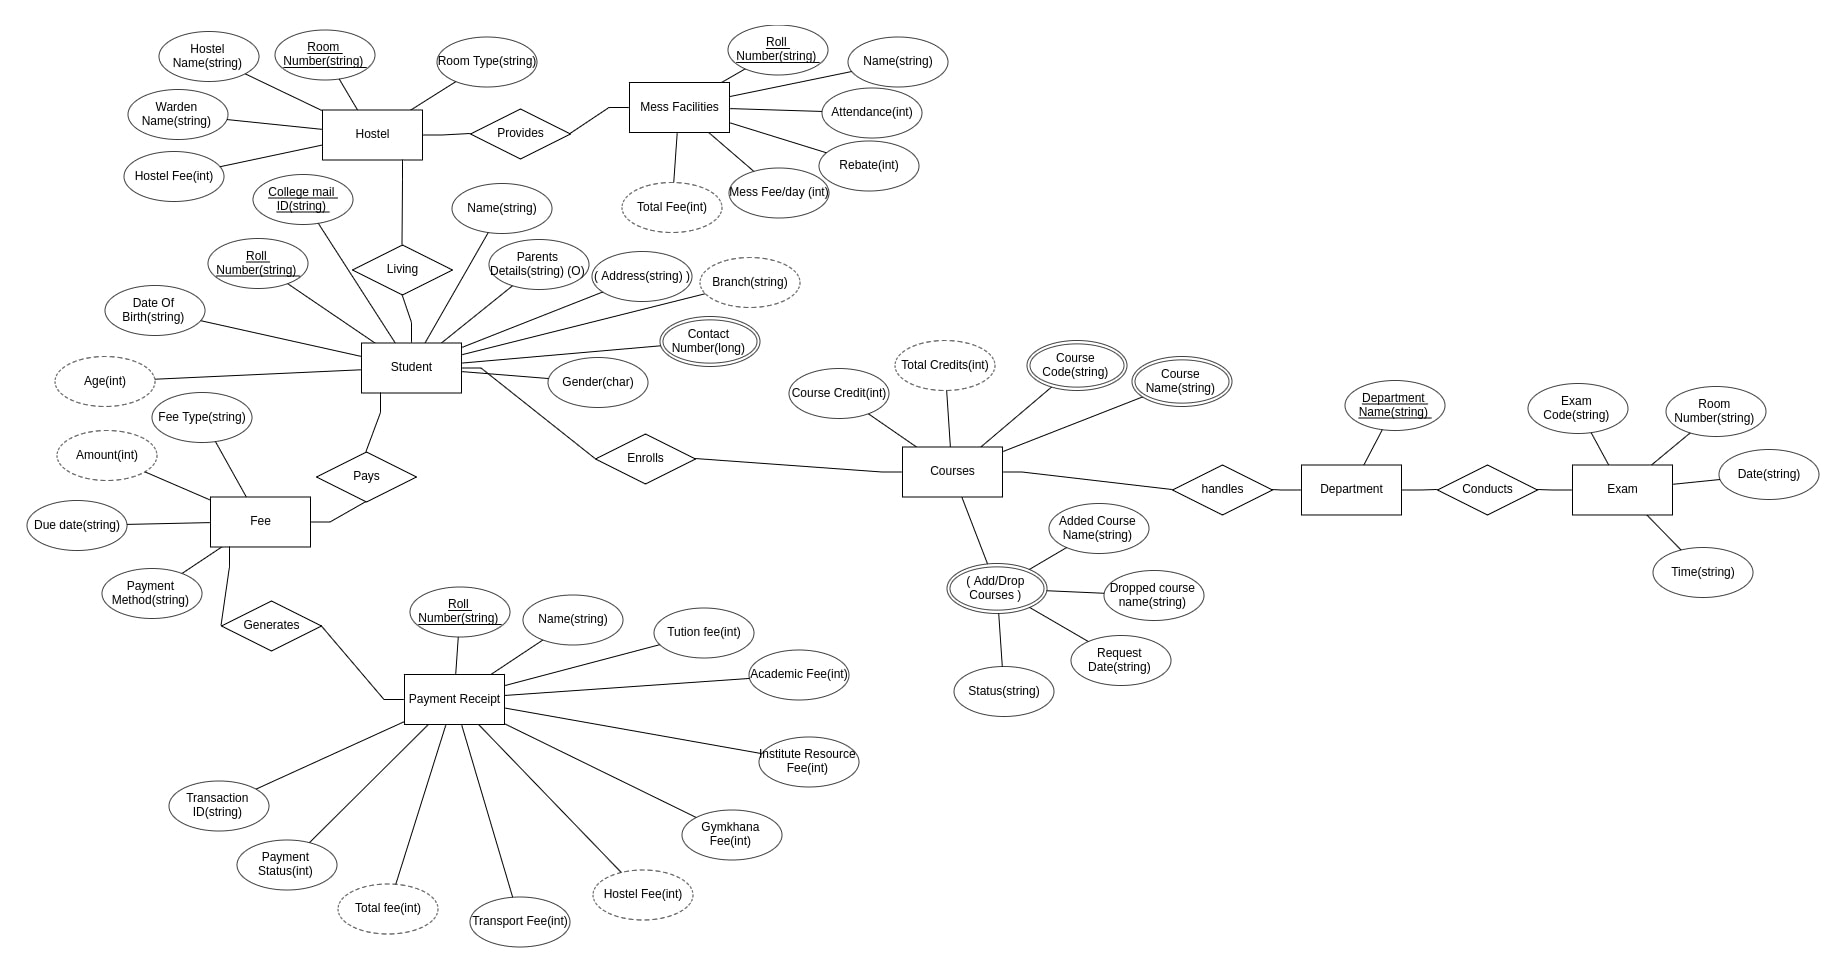 Hostel
Name(string)
Room
Number(string)
Room Type(string)
Warden
Name(string)
Hostel Fee(int)
Hostel
Provides
Mess Facilities
Roll
Number(string)
Name(string)
Attendance(int)
Rebate(int)
Mess Fee/day (int)
Total Fee(int)
College mail
ID(string)
Name(string)
Roll
Number(string)
Living
Parents
Details(string) (O)
( Address(string) )
Branch(string)
Date Of
Birth(string)
Contact
Number(long)
Student
Age(int)
Gender(char)
Fee Type(string)
Amount(int)
Due date(string)
Payment
Method(string)
Fee
Pays
Enrolls
Course Credit(int)
Total Credits(int)
Course
Code(string)
Course
Name(string)
Courses
handles
Department
Name(string)
Department
Conducts
Exam
Code(string)
Room
Number(string)
Date(string)
Exam
Time(string)
Added Course
Name(string)
( Add/Drop
Courses )
Dropped course
name(string)
Request
Date(string)
Status(string)
Generates
Roll
Number(string)
Name(string)
Tution fee(int)
Academic Fee(int)
Payment Receipt
Institute Resource
Fee(int)
Gymkhana
Fee(int)
Hostel Fee(int)
Transport Fee(int)
Total fee(int)
Payment
Status(int)
Transaction
ID(string)